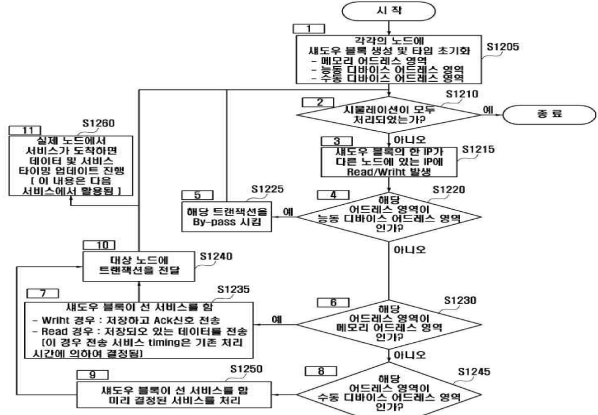 시 작
1
각각의 노드에
섀도우 블록 생성 및 타입 초기화
- 메모리 어드레스 영역
- 능동 디바이스 어드레스 영역
- 수동 디바이스 어드레스 영역
S1205
2
시뮬레이션이 모두
처리되었는가?
S1210
예
종 료
아니오
3
섀도우 블록의 한 IP가
다른 노드에 있는 IP에
Read/Wriht 발생
S1215
4
해당
어드레스 영역이
능동 디바이스 어드레스 영역
인가?
S1220
예
5
해당 트랜잭션을
By-pass 시킴
S1225
아니오
6
해당
어드레스 영역이
메모리 어드레스 영역
인가?
S1230
예
7
섀도우 블록이 선 서비스를 함
- Wriht 경우 : 저장하고 Ack신호 전송
- Read 경우 : 저장되오 있는 데이터를 전송
(이 경우 전송 서비스 timing은 기존 처리
시간에 의하여 결정됨)
S1235
아니오
8
해당
어드레스 영역이
수동 디바이스 어드레스 영역
인가?
S1245
9
섀도우 블록이 선 서비스를 함
미리 결정된 서비스를 처리
S1250
10
대상 노드에
트랜잭션을 전달
S1240
11
실제 노드에서
서비스가 도착하면
데이터 및 서비스
타이밍 업데이트 진행
[ 이 내용은 다음
서비스에서 활용됨 ]
S1260